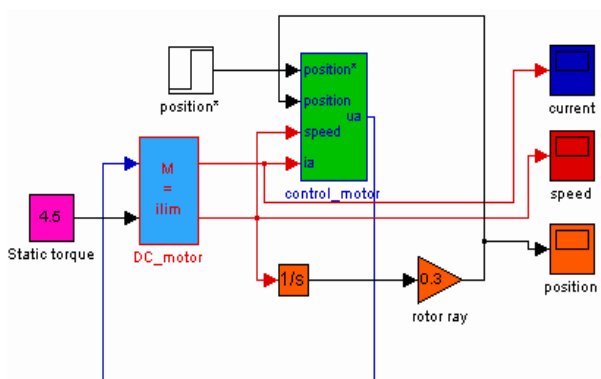 position*
position*
position
speed
ia
ua
control_motor
current
speed
position
M
=
ilim
DC_motor
4.5
Static torque
1/s
0.3
rotor ray